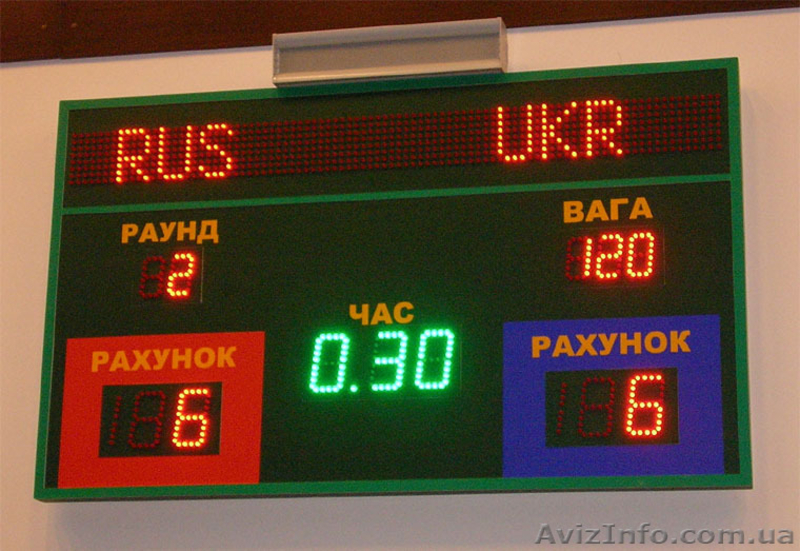 RUS UKR
РАУНД ВАГА
2 120
ЧАС
0.30
РАХУНОК РАХУНОК
6 6
AvizInfo.com.ua